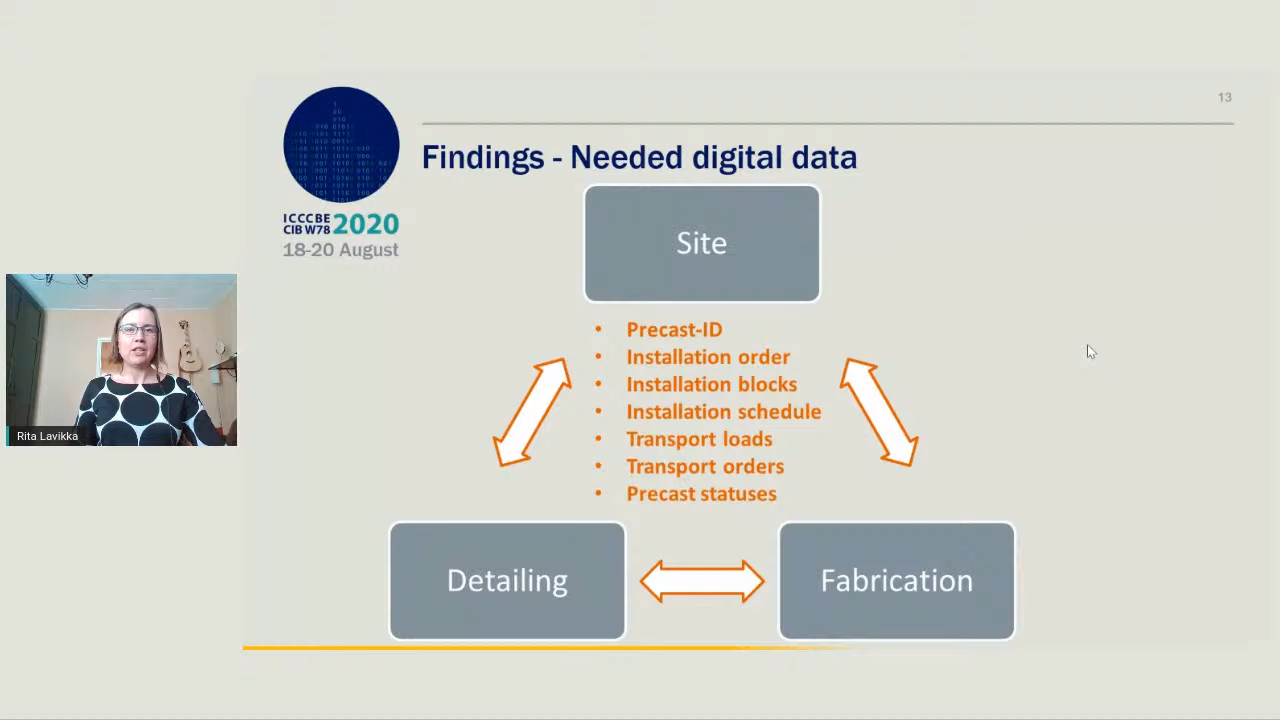 13
Findings - Needed digital data
ICCCBE
CIB W78 2020
18-20 August
Site
• Precast-ID
• Installation order
• Installation blocks
• Installation schedule
• Transport loads
• Transport orders
• Precast statuses
Detailing
Fabrication
Rita Lavikka